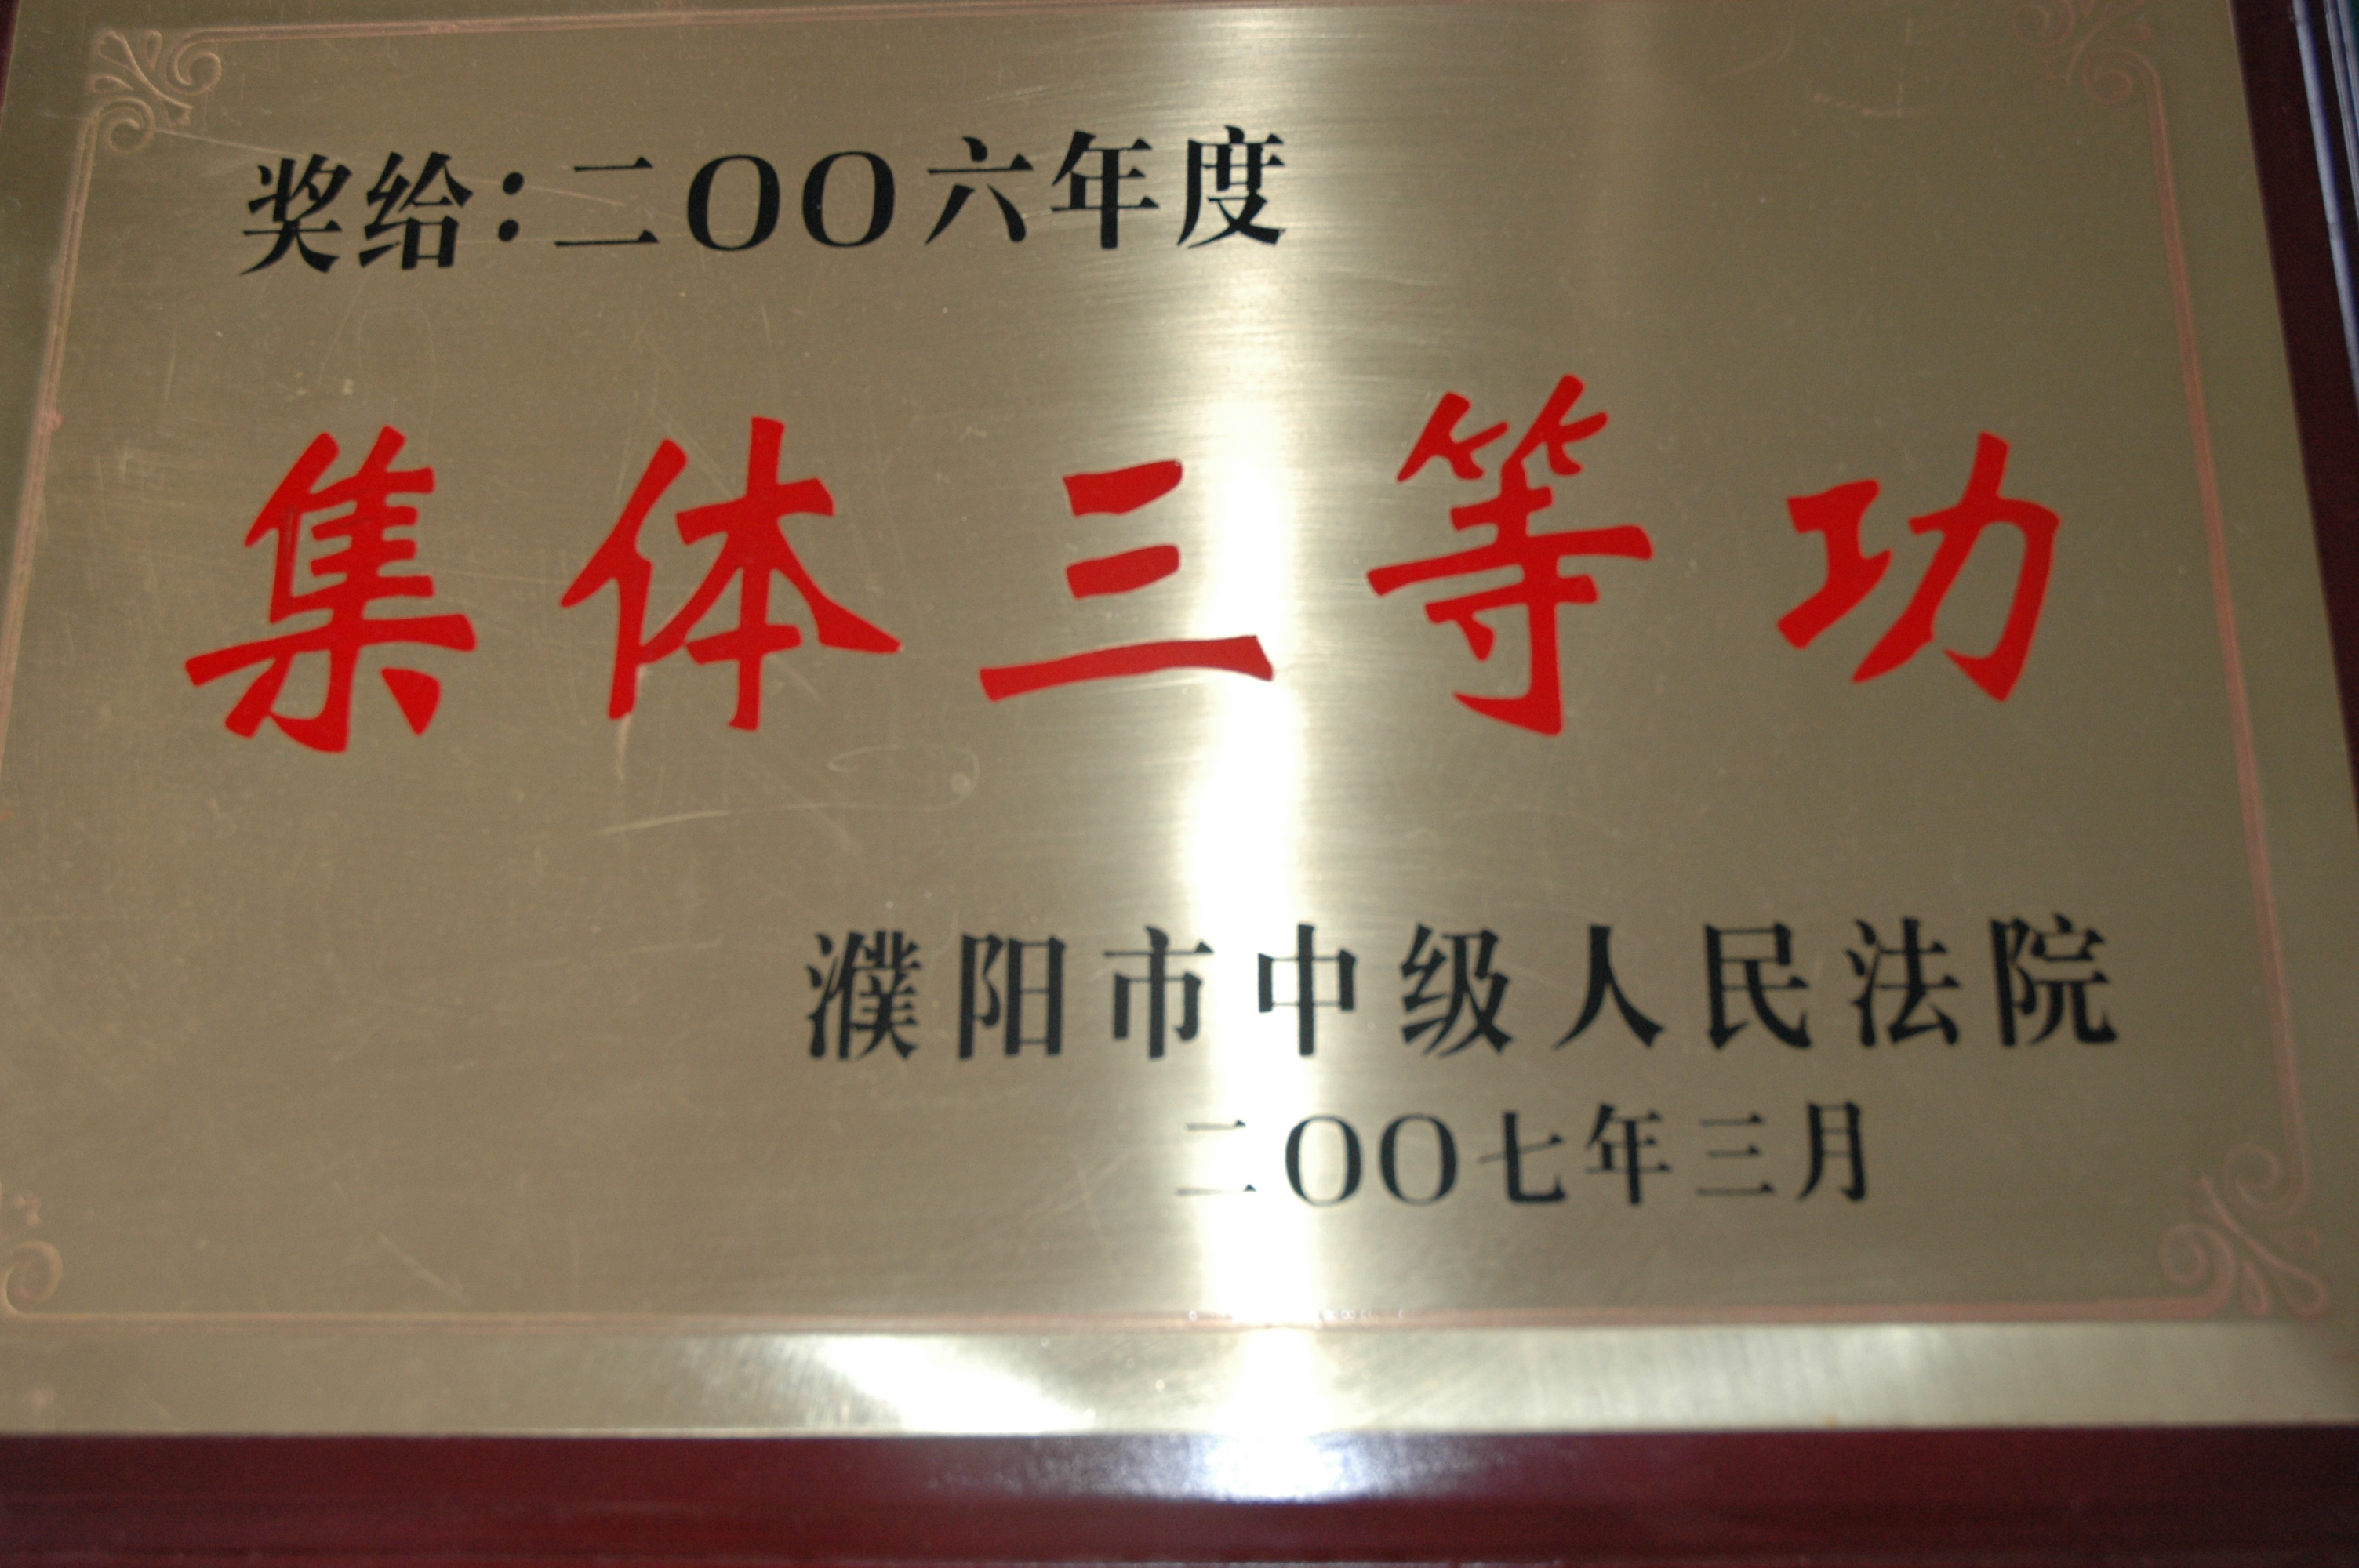 奖给：二OO六年度
集体三等功
濮阳市中级人民法院
二OO七年三月